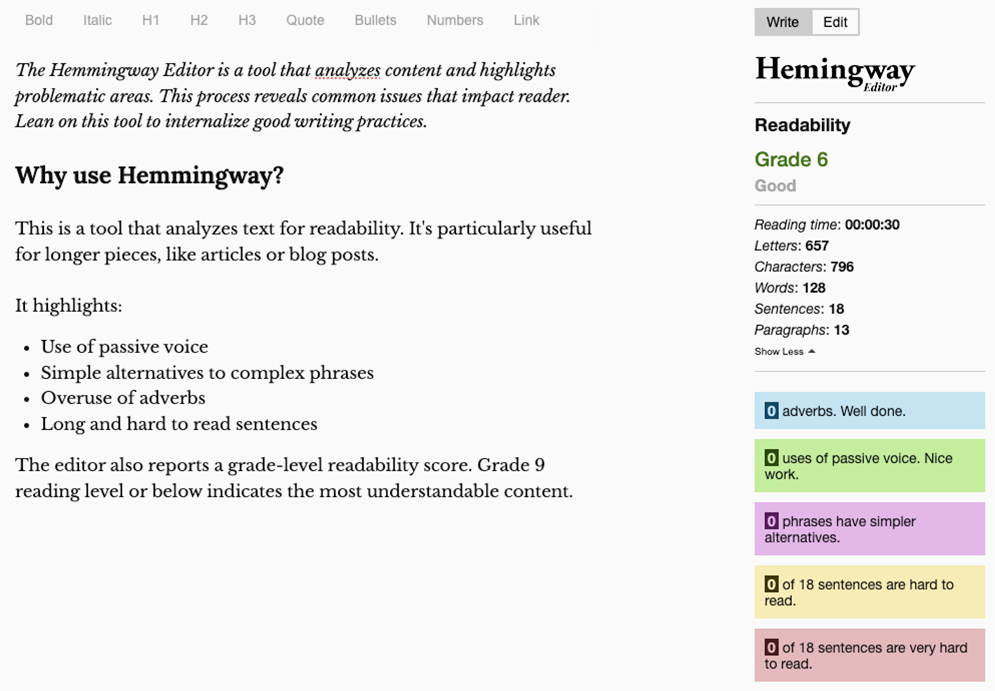 Bold Italic H1 H2 H3 Quote Bullets Numbers Link
The Hemmingway Editor is a tool that analyzes content and highlights
problematic areas. This process reveals common issues that impact reader.
Lean on this tool to internalize good writing practices.
Why use Hemmingway?
This is a tool that analyzes text for readability. It's particularly useful
for longer pieces, like articles or blog posts.
It highlights:
• Use of passive voice
• Simple alternatives to complex phrases
• Overuse of adverbs
• Long and hard to read sentences
The editor also reports a grade-level readability score. Grade 9
reading level or below indicates the most understandable content.
Write Edit
Hemingway
Editor
Readability
Grade 6
Good
Reading time: 00:00:30
Letters: 657
Characters: 796
Words: 128
Sentences: 18
Paragraphs: 13
Show Less
0 adverbs. Well done.
0 uses of passive voice. Nice
work.
0 phrases have simpler
alternatives.
0 of 18 sentences are hard to
read.
0 of 18 sentences are very hard
to read.